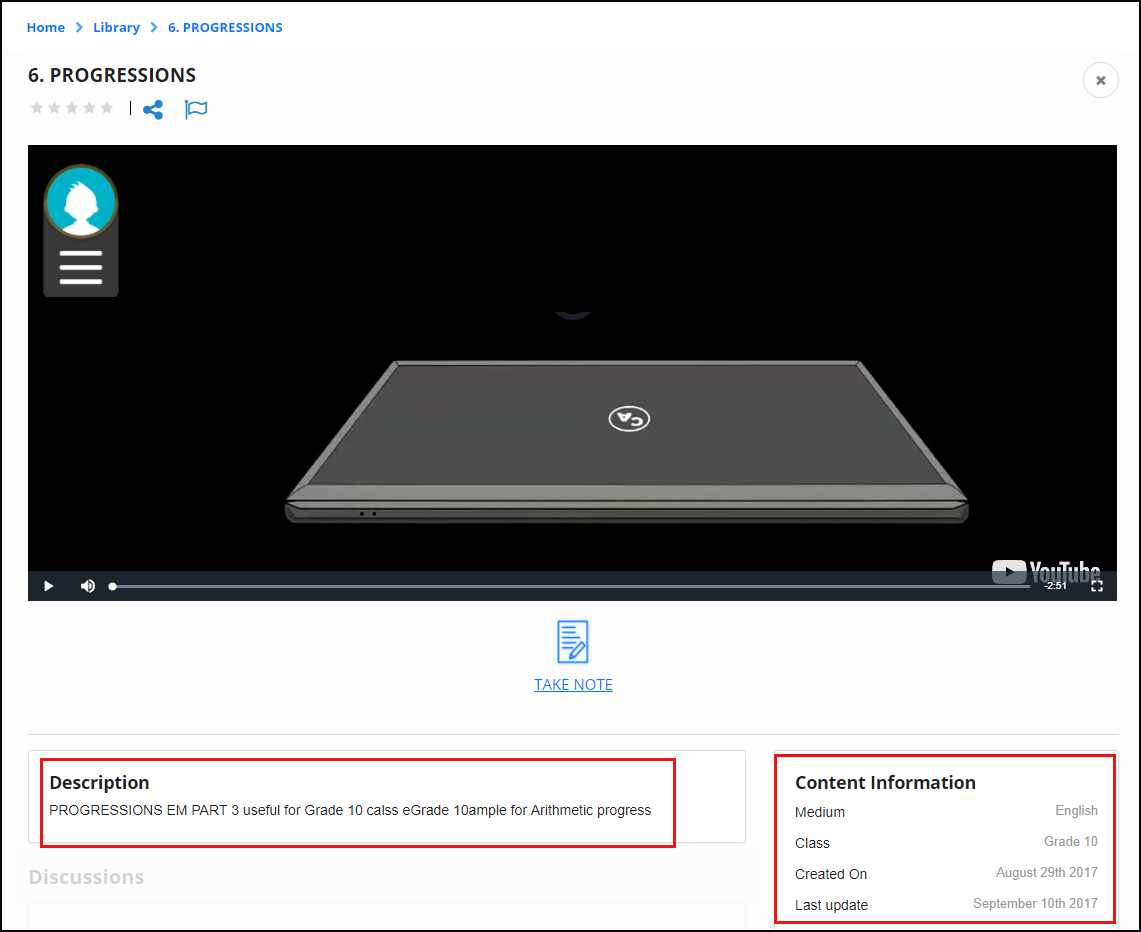 Home > Library > 6. PROGRESSIONS
6. PROGRESSIONS
CA
YouTube
-2:51
TAKE NOTE
Description
PROGRESSIONS EM PART 3 useful for Grade 10 calss eGrade 10ample for Arithmetic progress
Discussions
Content Information
Medium English
Class Grade 10
Created On August 29th 2017
Last update September 10th 2017